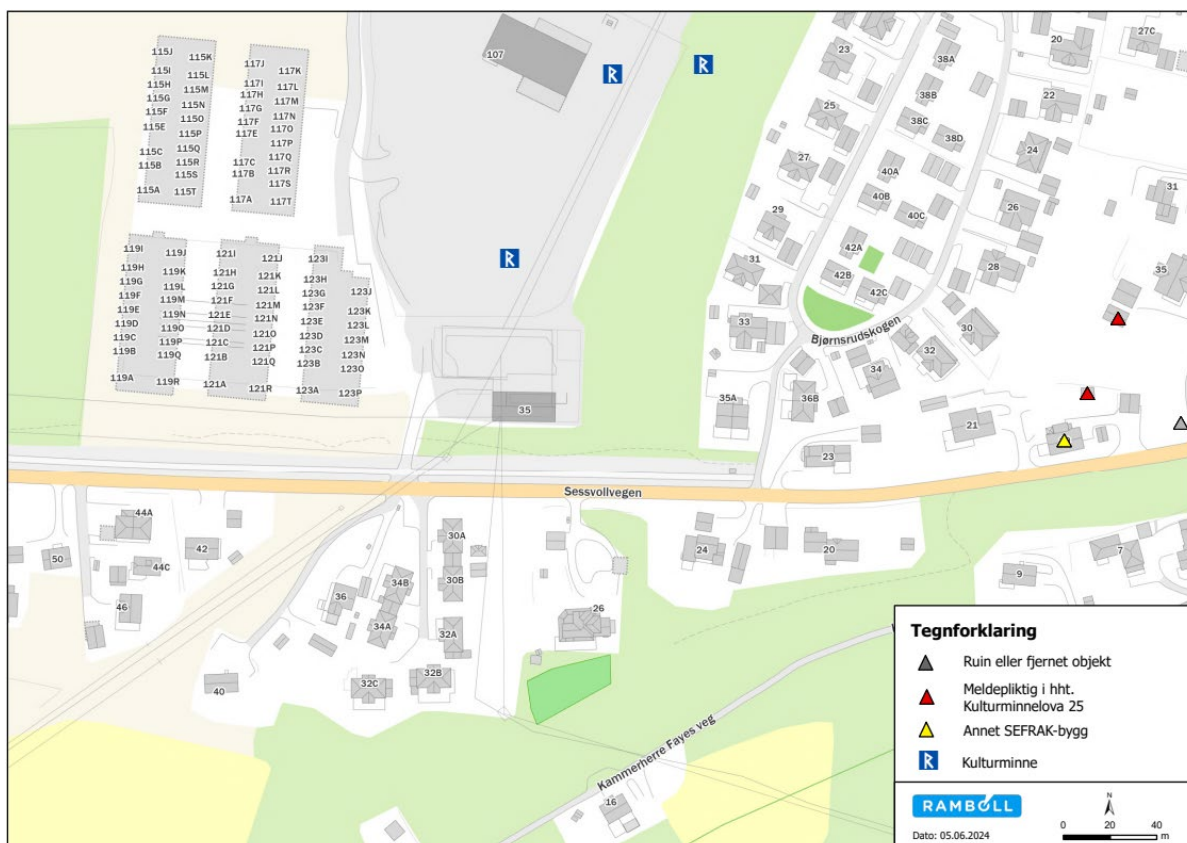 115J
115K
117J
117K
115I
115L
117I
117L
115H
115M
117H
117M
115G
115N
117G
117N
115F
115O
117F
117O
115E
115P
117E
117P
115C
115Q
117C
117Q
115B
115R
117B
117R
115S
117S
115A
115T
117A
117T
119I
119J
121I
121J
123I
119H
119K
121H
121K
123H
119G
119L
121G
121L
123G
123J
119F
119M
121F
121M
123F
123K
119E
119N
121E
121N
123E
123L
119D
119O
121D
121O
123D
123M
119C
119P
121C
121P
123C
123N
119B
119Q
121B
121Q
123B
123O
119A
119R
121A
121R
123A
123P
107
35
23
38A
20
27C
38B
22
25
38C
38D
24
27
40A
31
40B
26
29
40C
42A
31
28
35
42B
42C
33
30
Bjørnsrudskogen
32
34
35A
36B
21
23
Sessvollvegen
44A
30A
42
50
44C
24
20
7
9
30B
34B
36
46
26
34A
32A
40
32C
32B
Kammerherre Fayes veg
16
Tegnforklaring
Ruin eller fjernet objekt
Meldepliktig i hht.
Kulturminnelova 25
Annet SEFRAK-bygg
Kulturminne
RAMBOLL
Dato: 05.06.2024
N
0 20 40
m